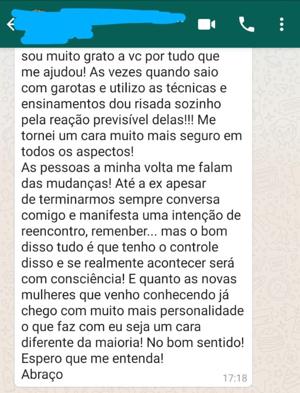 sou muito grato a vc por tudo que
me ajudou! As vezes quando saio
com garotas e utilizo as técnicas e
ensinamentos dou risada sozinho
pela reação previsível delas!!! Me
tornei um cara muito mais seguro em
todos os aspectos!
As pessoas a minha volta me falam
das mudanças! Até a ex apesar
de terminarmos sempre conversa
comigo e manifesta uma intenção de
reencontro, remenber... mas o bom
disso tudo é que tenho o controle
disso e se realmente acontecer será
com consciência! E quanto as novas
mulheres que venho conhecendo já
chego com muito mais personalidade
o que faz com eu seja um cara
diferente da maioria! No bom sentido!
Espero que me entenda!
Abraço
17:18